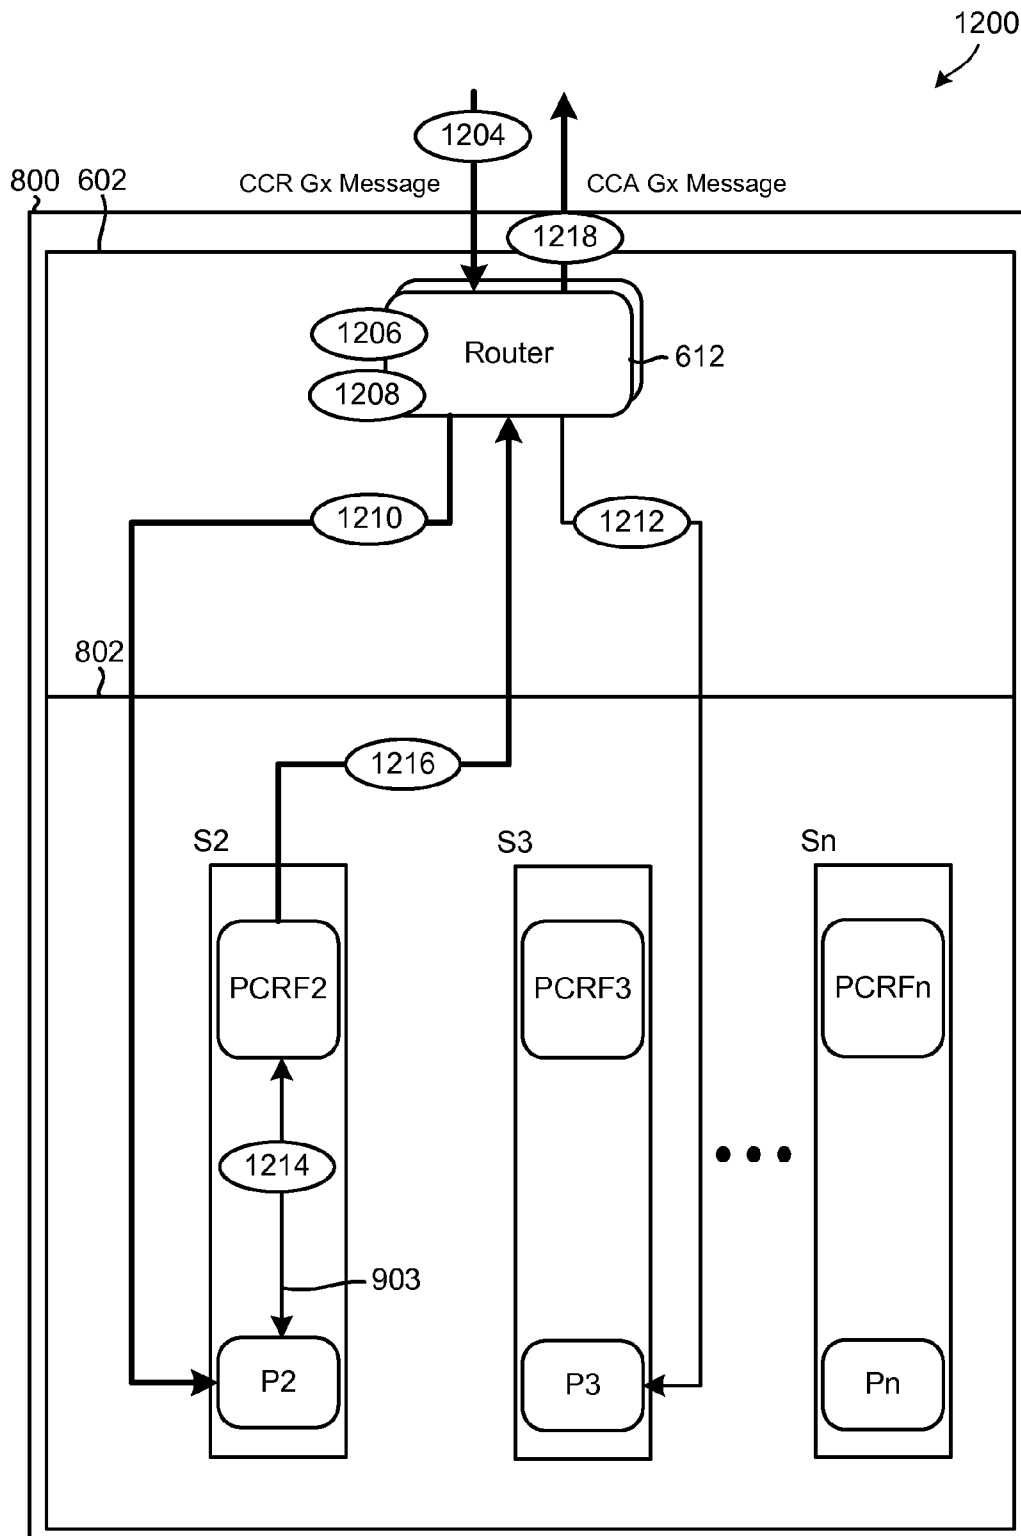 1200
1204
800 602
CCR Gx Message
CCA Gx Message
1218
1206
Router
612
1208
1210
1212
802
1216
S2
S3
Sn
PCRF2
PCRF3
PCRFn
1214
903
P2
P3
Pn